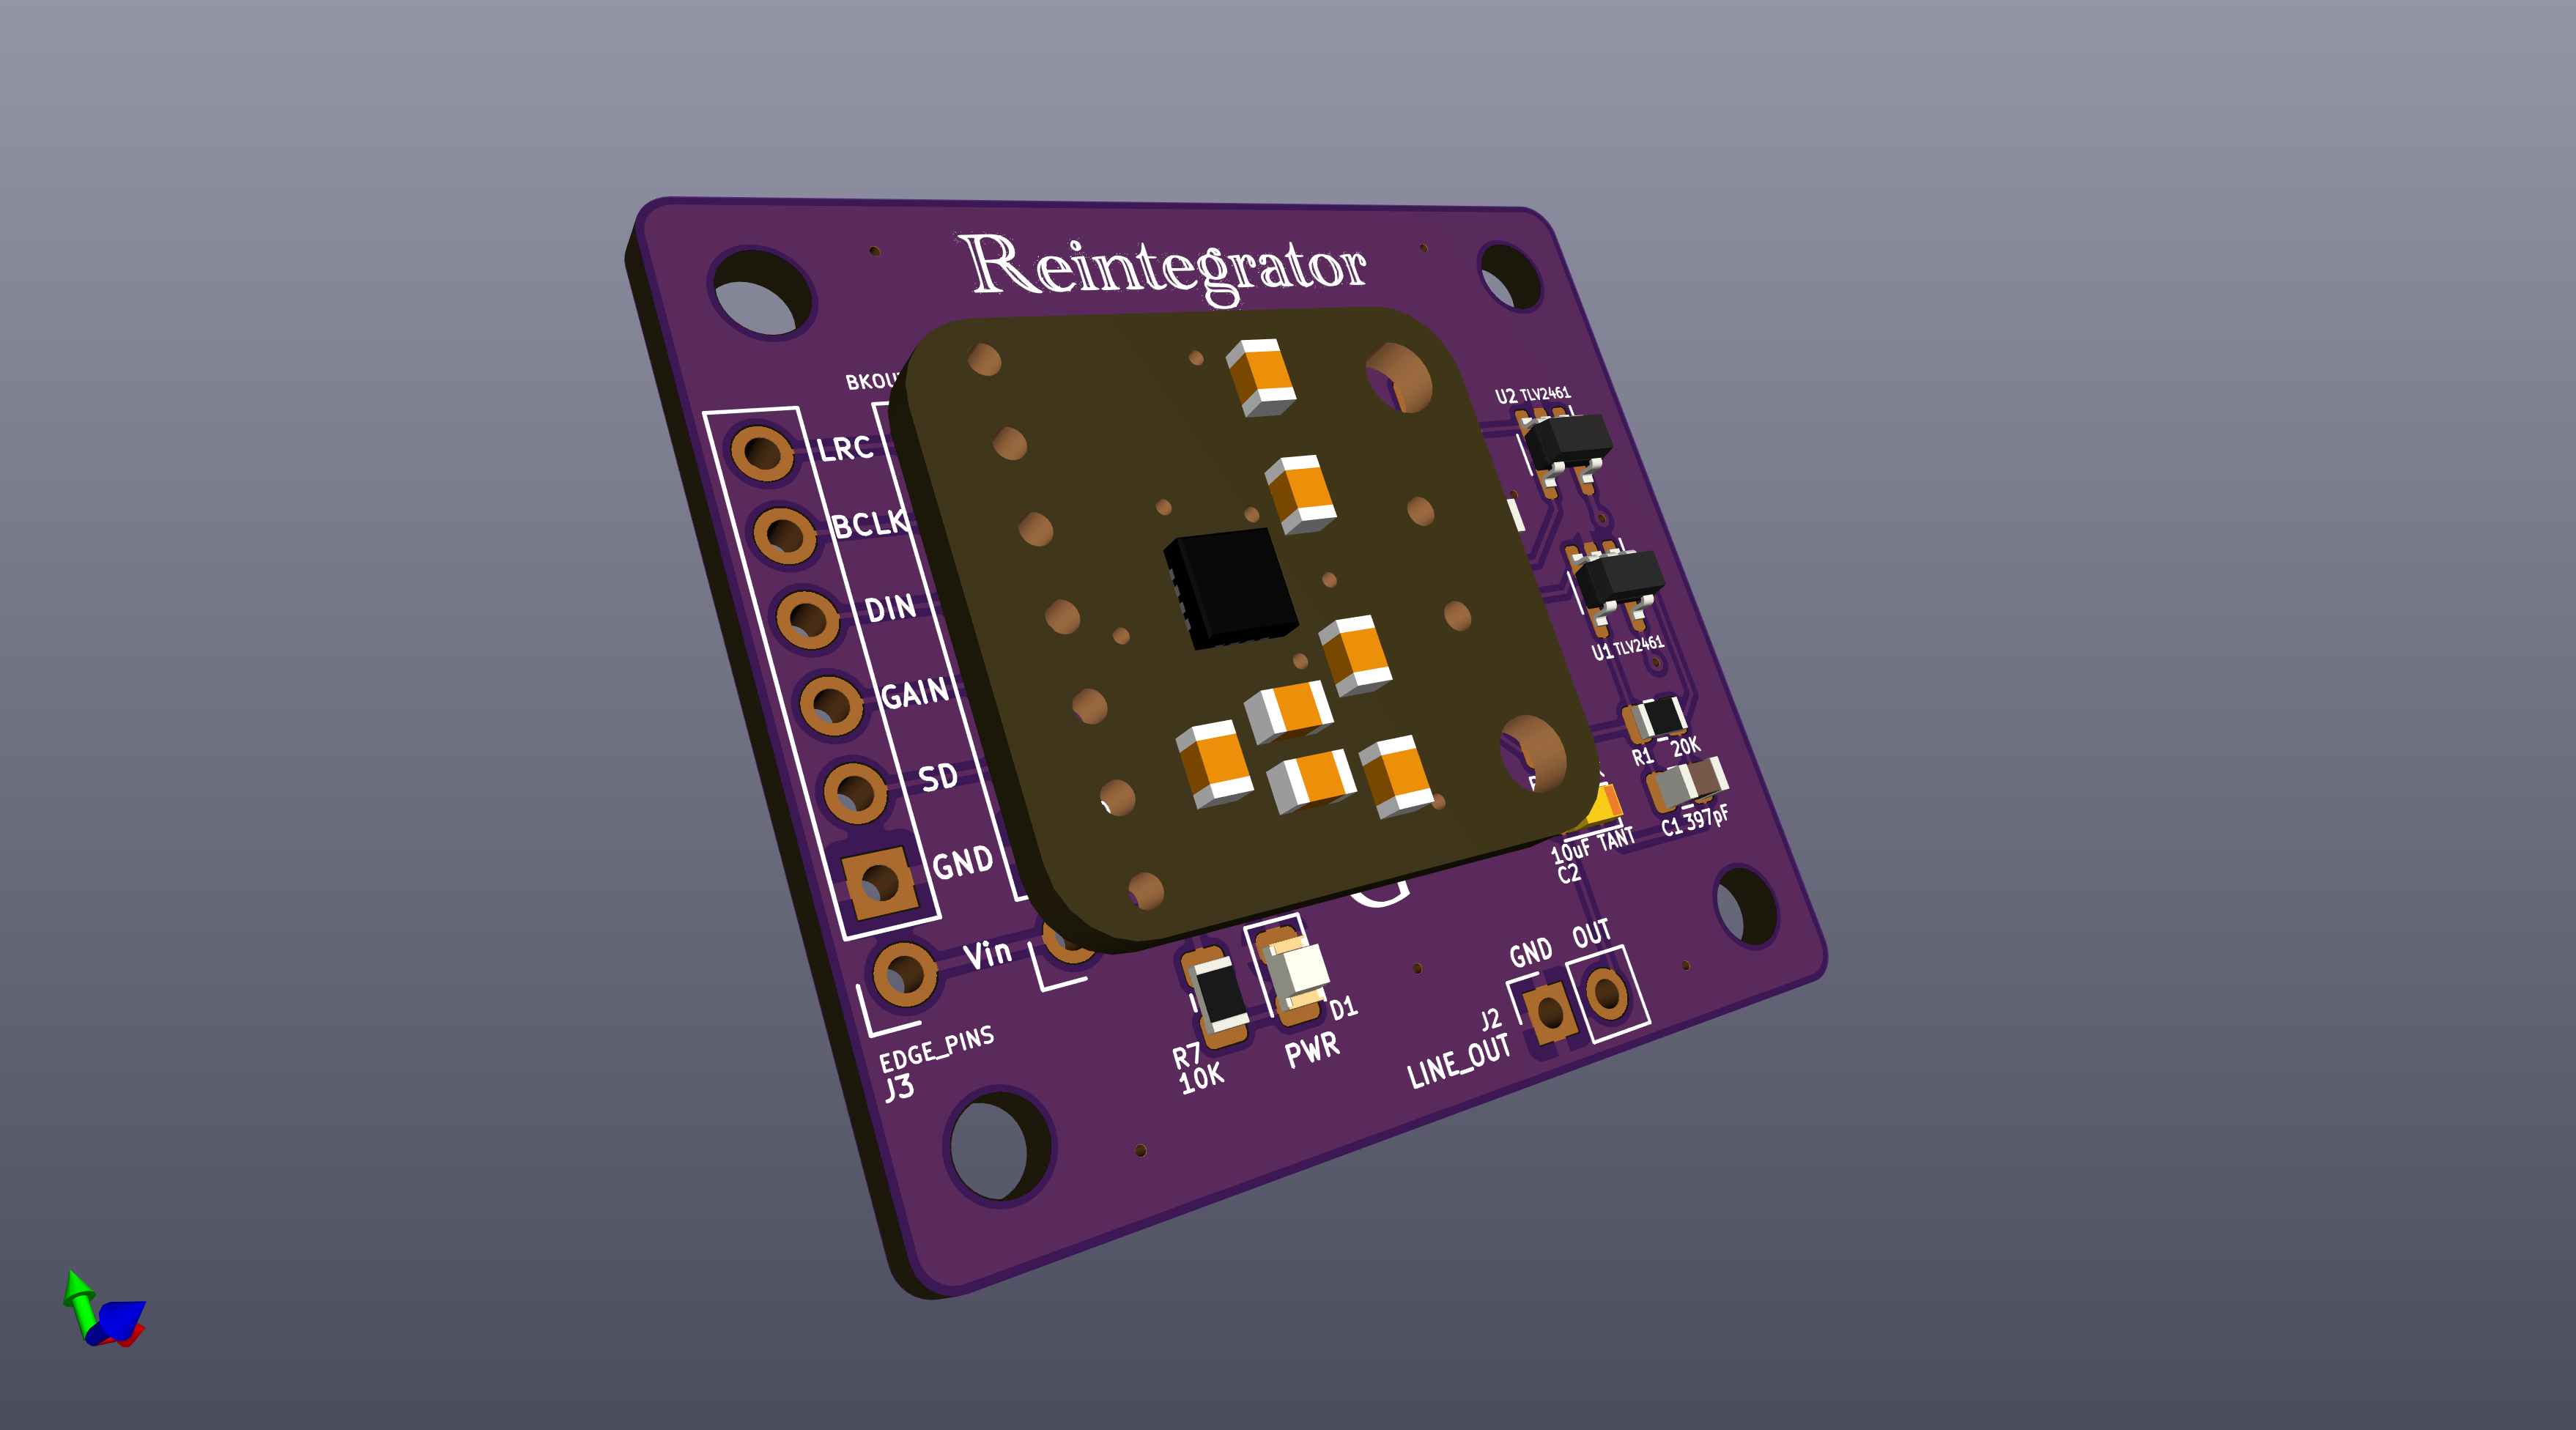 Reintegrator
BKOU
LRC
BCLK
DIN
GAIN
SD
GND
Vin
EDGE_PINS
J3
U2 TLV2461
U1 TLV2461
R1 20K
C1 397pF
10uF TANT
C2
R7
10K
D1
PWR
GND OUT
J2
LINE_OUT